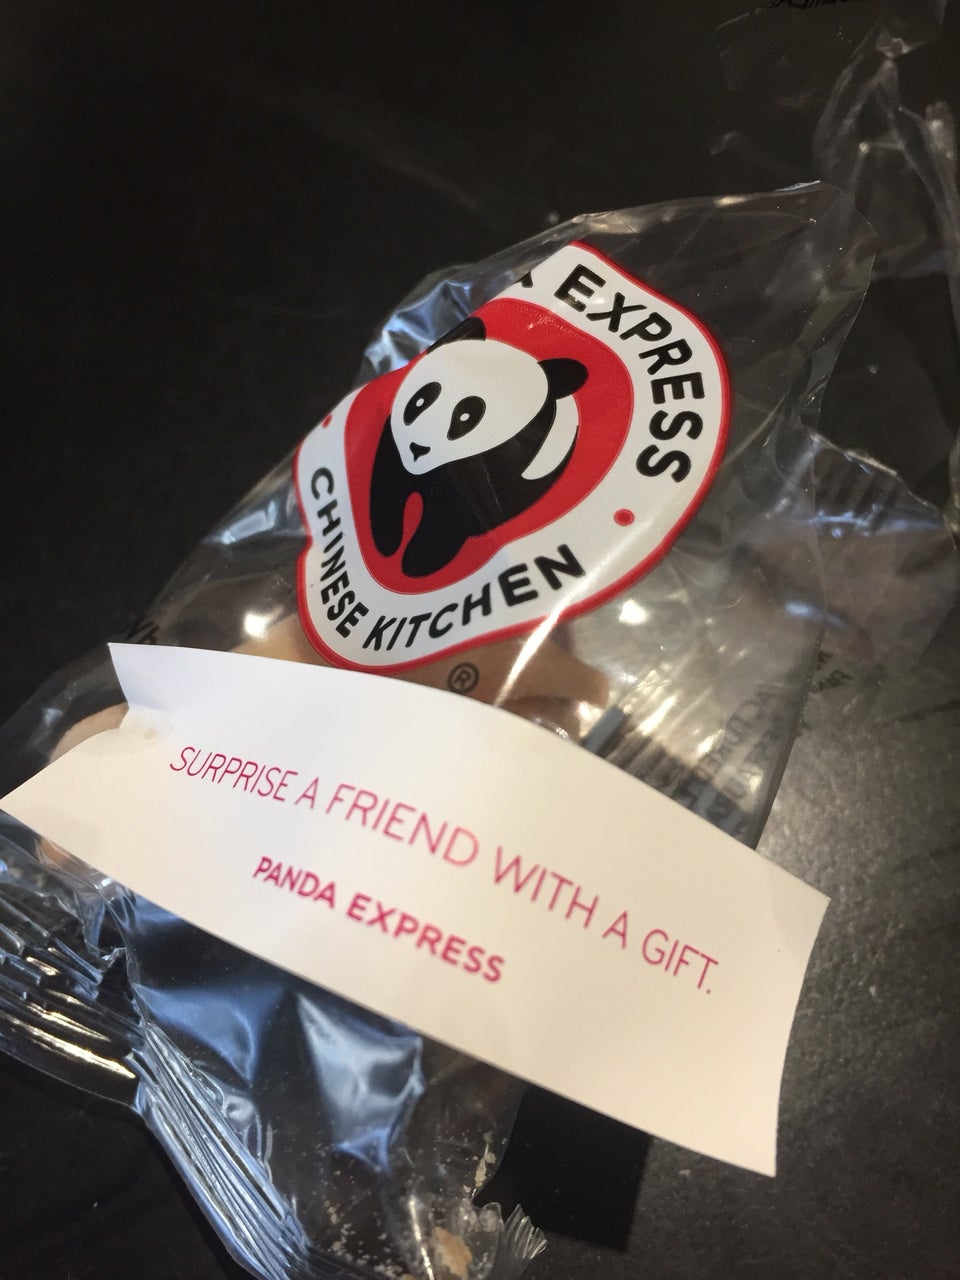 EXPRESS
CHINESE KITCHEN
®
SURPRISE A FRIEND WITH A GIFT.
PANDA EXPRESS